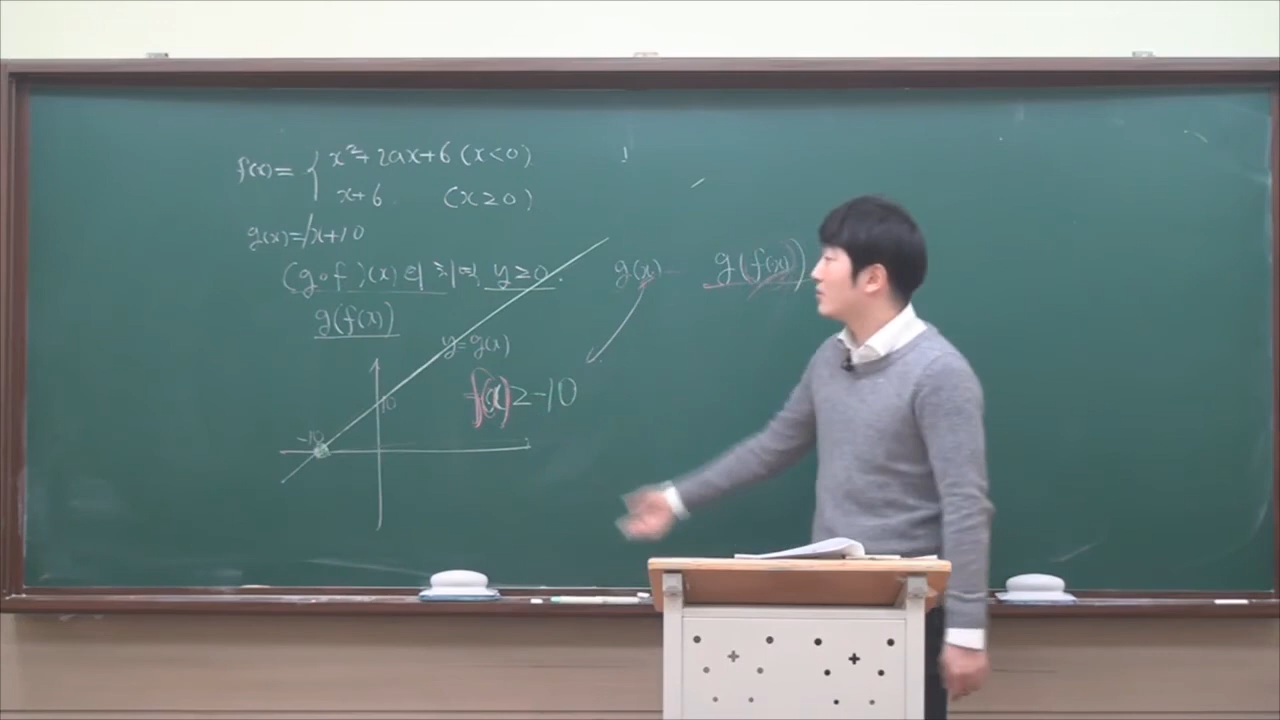 f(x)= { x²+2ax+6 (x<0)
x+6 (x≥0)
g(x)=x+10
(g∘f)(x)의 치역 y≥0.
g(f(x))
y=g(x)
10
-10
f(x)≥-10
g(x)
g(f(x))